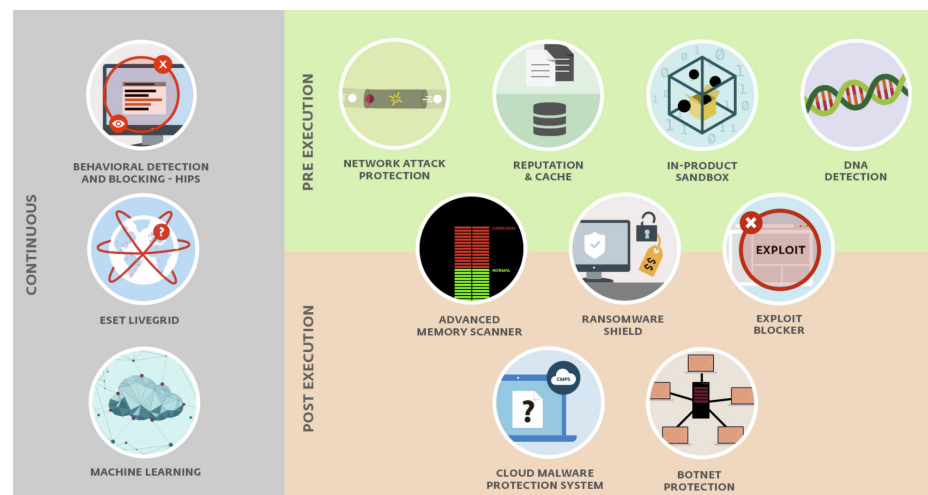 CONTINUOUS
BEHAVIORAL DETECTION
AND BLOCKING - HIPS
?
ESET LIVEGRID
MACHINE LEARNING
PRE EXECUTION
NETWORK ATTACK
PROTECTION
REPUTATION
& CACHE
IN-PRODUCT
SANDBOX
DNA
DETECTION
POST EXECUTION
NORMAL
ADVANCED
MEMORY SCANNER
$$
RANSOMWARE
SHIELD
EXPLOIT
EXPLOIT
BLOCKER
CMPS
?
CLOUD MALWARE
PROTECTION SYSTEM
BOTNET
PROTECTION